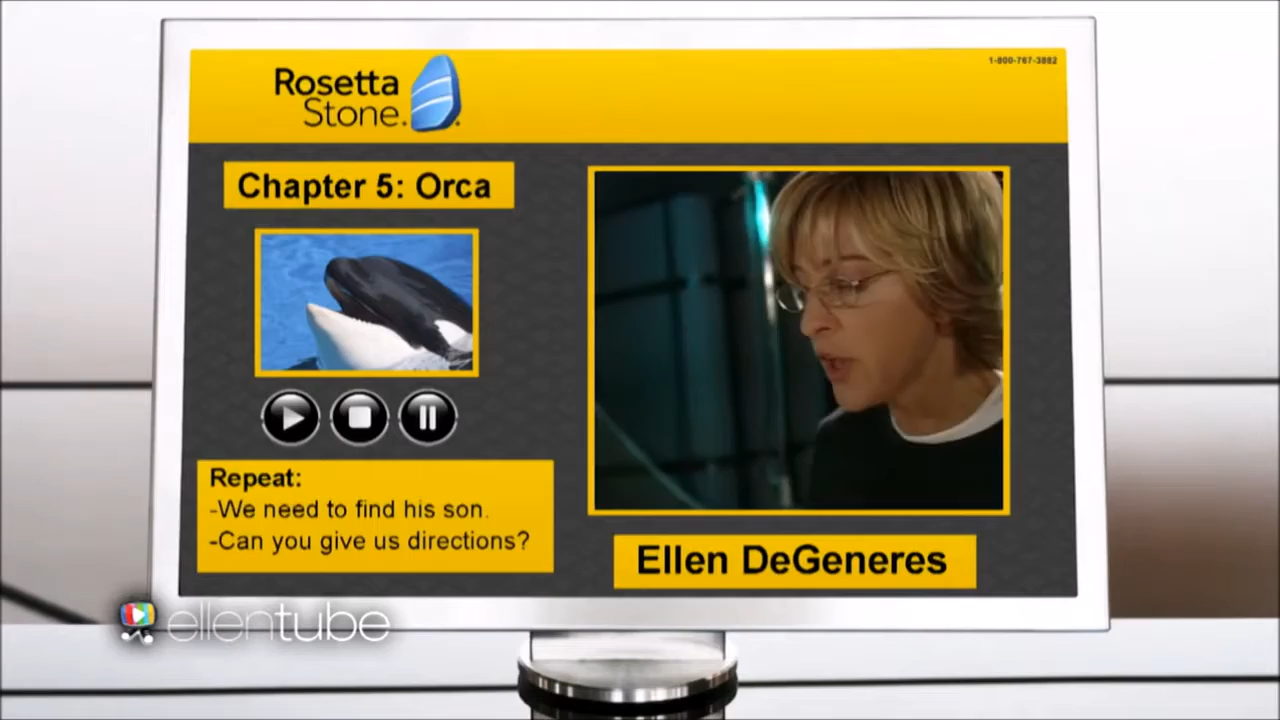 Rosetta
Stone.
1-800-767-3882
Chapter 5: Orca
Repeat:
-We need to find his son.
-Can you give us directions?
Ellen DeGeneres
ellentube